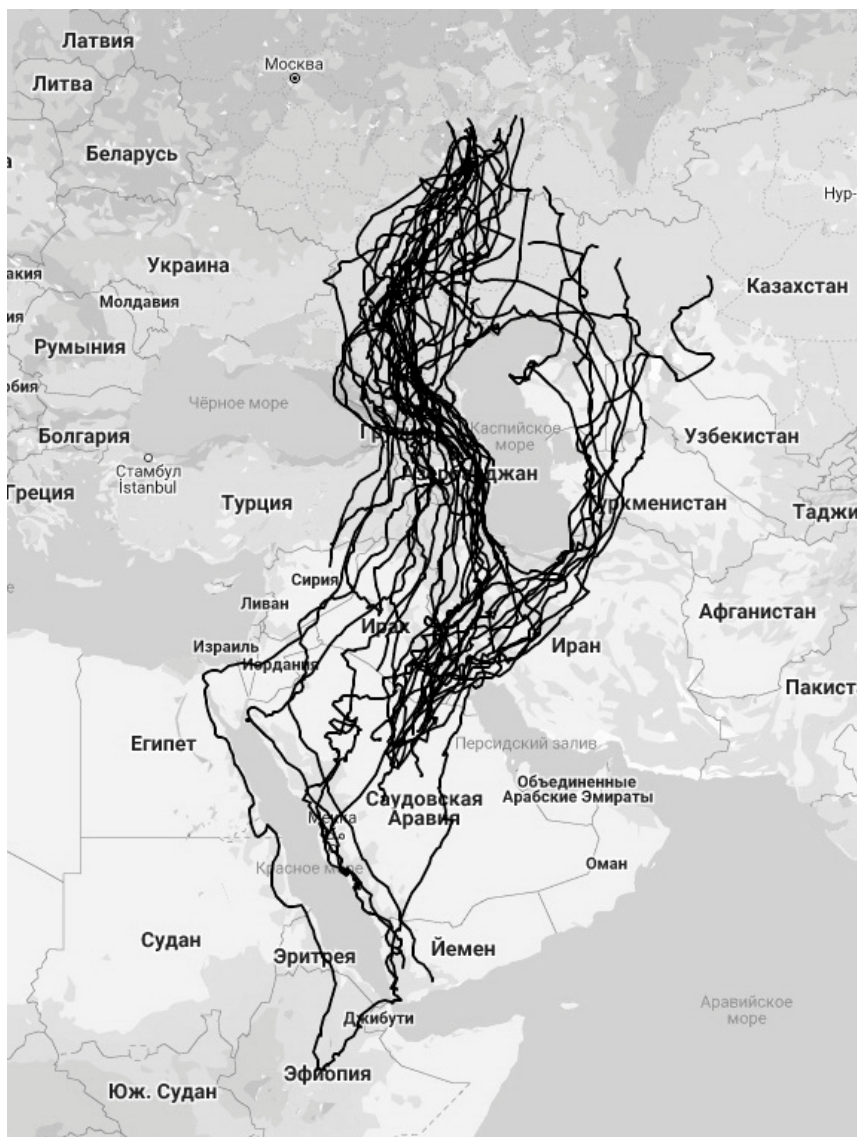 Латвия
Москва
Литва
Беларусь
Нур-
Украина
Молдавия
Казахстан
Румыния
Чёрное море
Каспийское
море
Болгария
Узбекистан
Стамбул
İstanbul
Греция
Турция
Таджи
Сирия
Ливан
Ирак
Афганистан
Израиль
Иордания
Иран
Пакист
Египет
Персидский залив
Саудовская
Аравия
Объединенные
Арабские Эмираты
Мекка
Оман
Красное море
Судан
Эритрея
Йемен
Аравийское
море
Джибути
Эфиопия
Юж. Судан